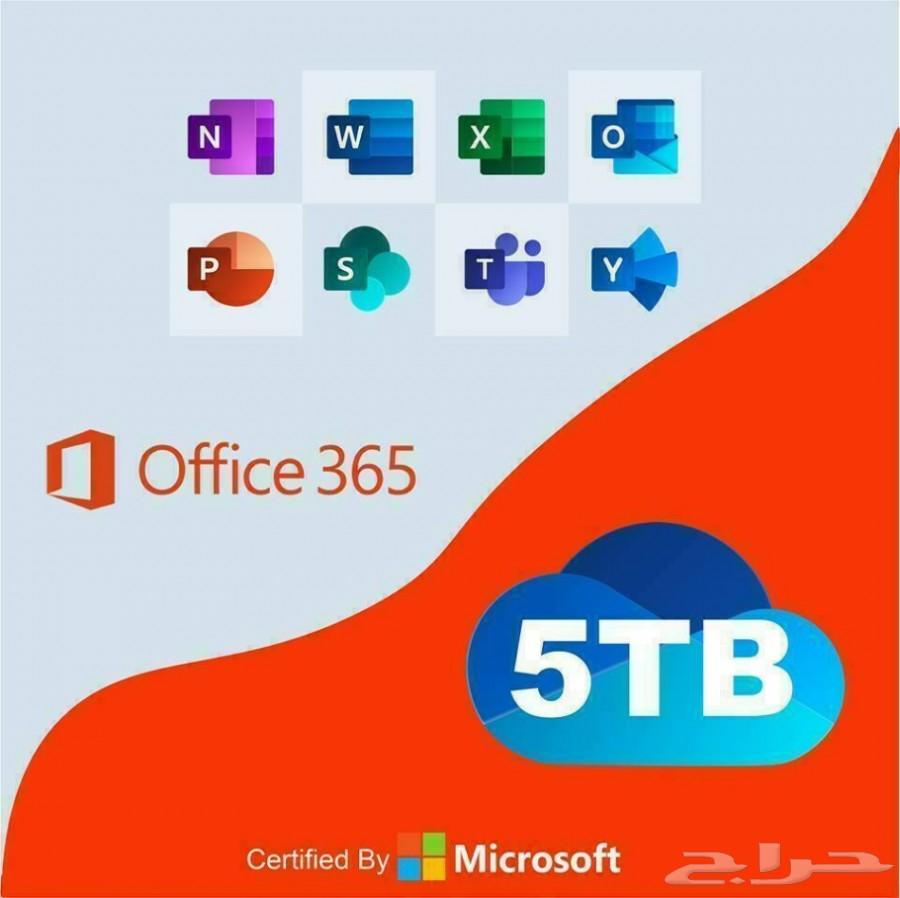 N W X O
P S T Y
Office 365
5TB
Certified By Microsoft
حراج